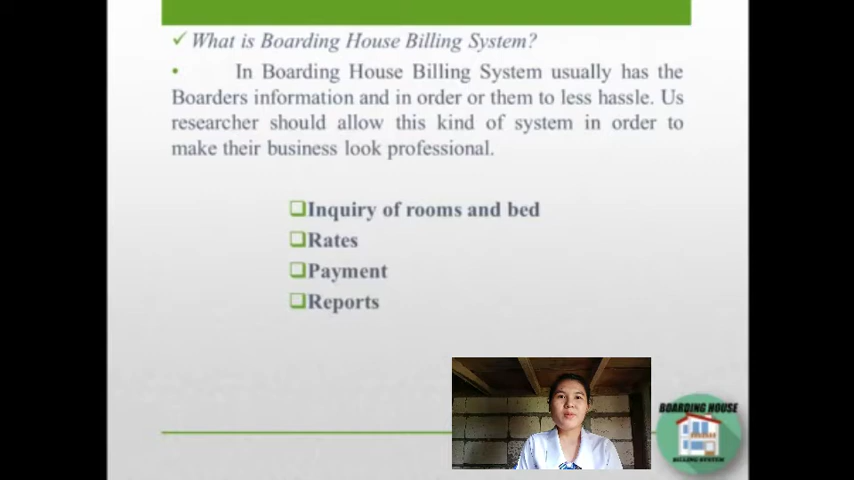 What is Boarding House Billing System?
In Boarding House Billing System usually has the
Boarders information and in order or them to less hassle. Us
researcher should allow this kind of system in order to
make their business look professional.
Inquiry of rooms and bed
Rates
Payment
Reports
BOARDING HOUSE
BILLING SYSTEM